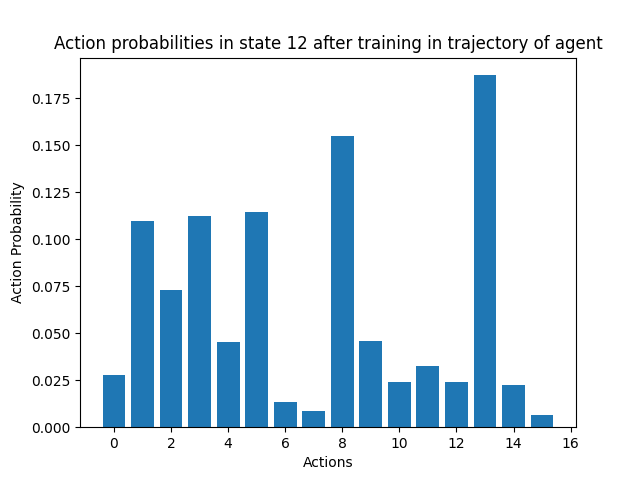 Action probabilities in state 12 after training in trajectory of agent
0.175
0.150
0.125
0.100
0.075
0.050
0.025
0.000
Action Probability
0 2 4 6 8 10 12 14 16
Actions